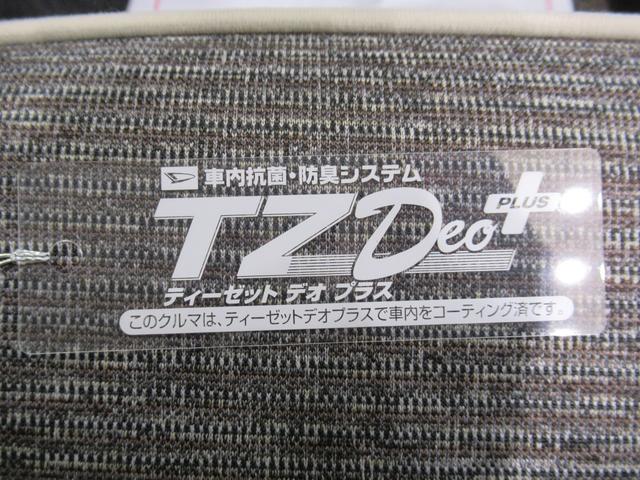 車内抗菌・防臭システム
TZDeo PLUS
ティーゼット デオ プラス
このクルマは、ティーゼットデオプラスで車内をコーティング済です。